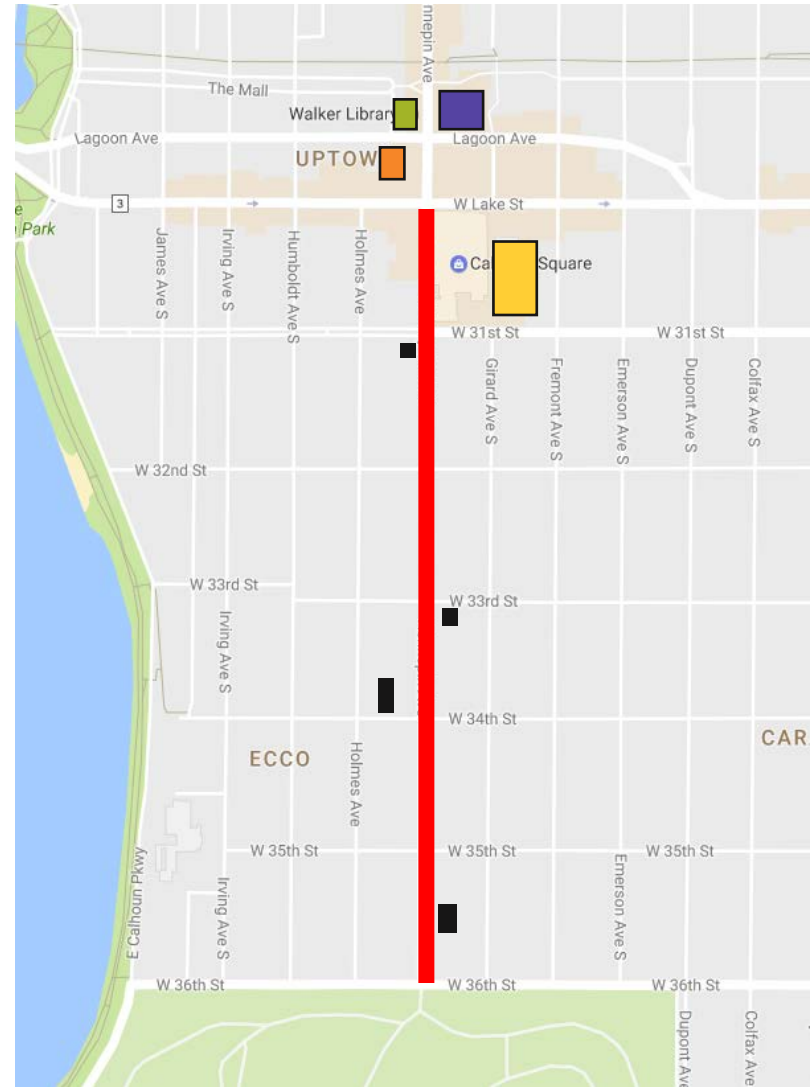 nnepin Ave
The Mall
Walker Library
Lagoon Ave
Lagoon Ave
UPTOW
3
W Lake St
e
Park
Cal
Square
James Ave S
Irving Ave S
Humboldt Ave S
Holmes Ave
W 31st St
W 31st St
Girard Ave S
Fremont Ave S
Emerson Ave S
Dupont Ave S
Colfax Ave S
W 32nd St
W 33rd St
W 33rd St
Irving Ave S
W 34th St
ECCO
CAR
Holmes Ave
W 35th St
W 35th St
W 35th St
E Calhoun Pkwy
Irving Ave S
Emerson Ave S
W 36th St
W 36th St
W 36th St
Dupont Av
Colfax Ave S